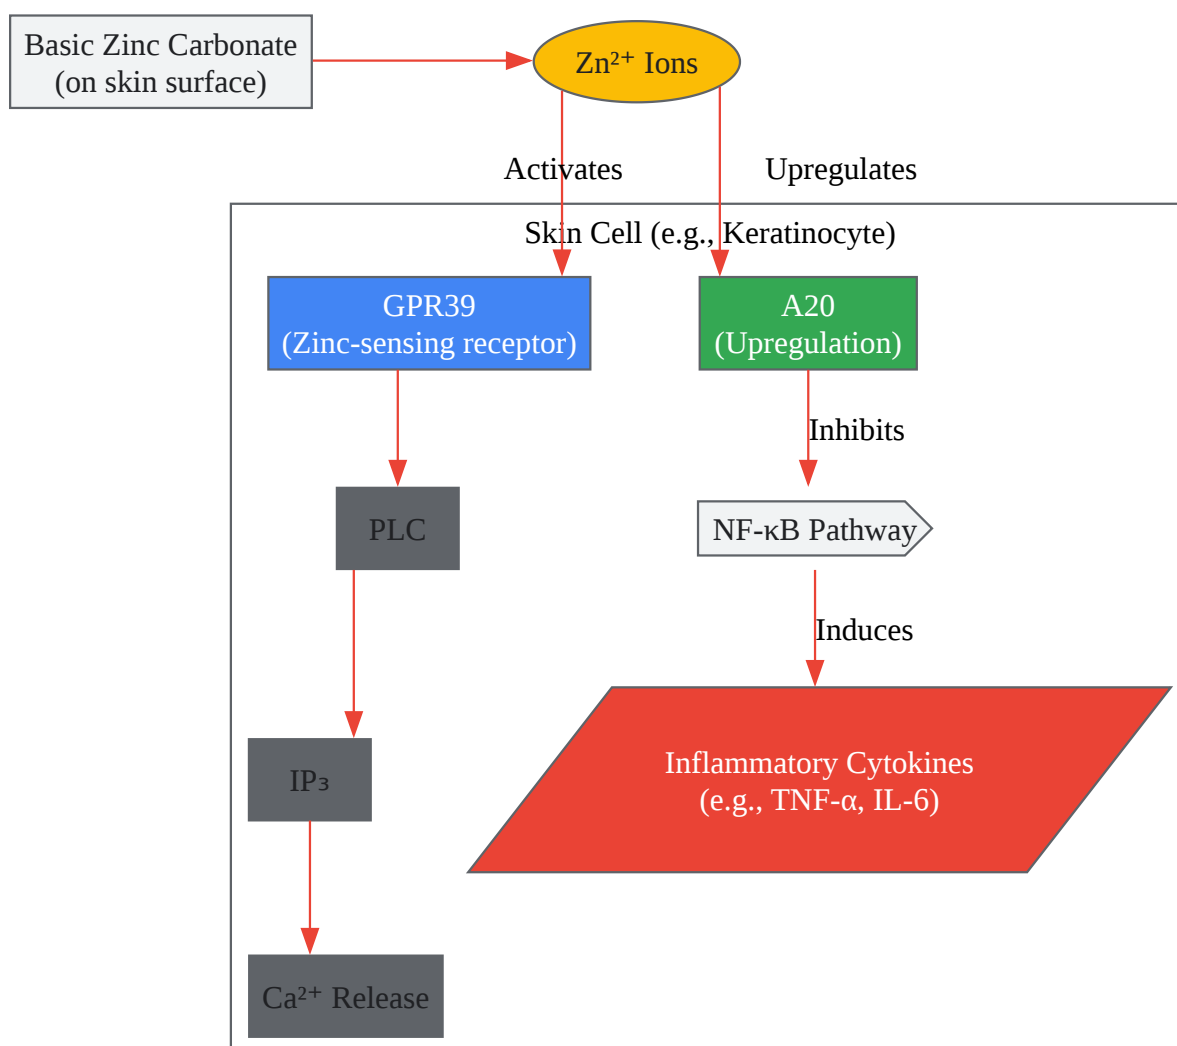 Basic Zinc Carbonate
(on skin surface)
Zn²⁺ Ions
Activates
Upregulates
Skin Cell (e.g., Keratinocyte)
GPR39
(Zinc-sensing receptor)
A20
(Upregulation)
Inhibits
PLC
NF-κB Pathway
Induces
IP₃
Inflammatory Cytokines
(e.g., TNF-α, IL-6)
Ca²⁺ Release